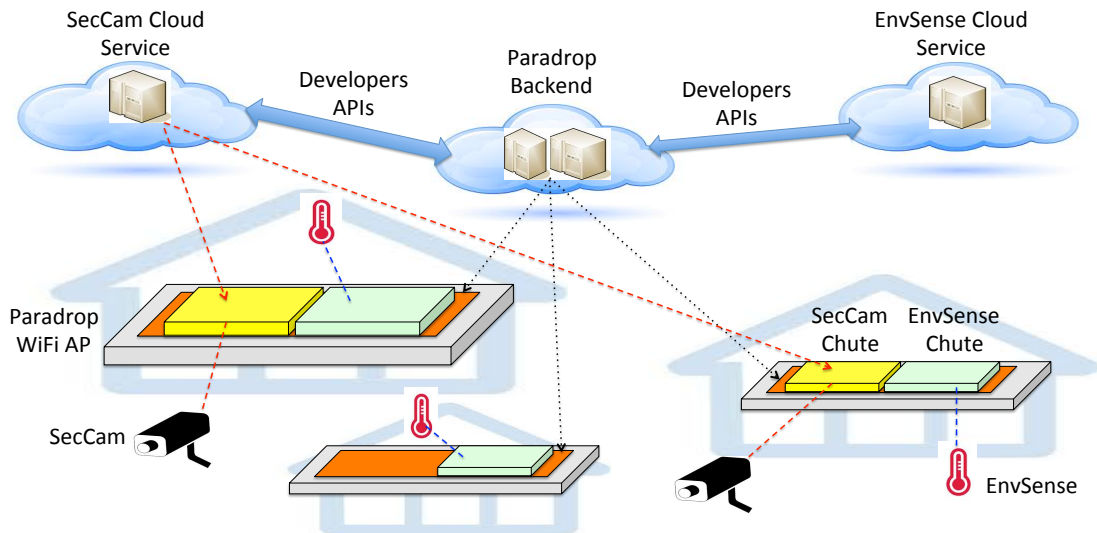 SecCam Cloud
Service
Developers
APIs
Paradrop
Backend
Developers
APIs
EnvSense Cloud
Service
Paradrop
WiFi AP
SecCam
Chute
EnvSense
Chute
SecCam
EnvSense